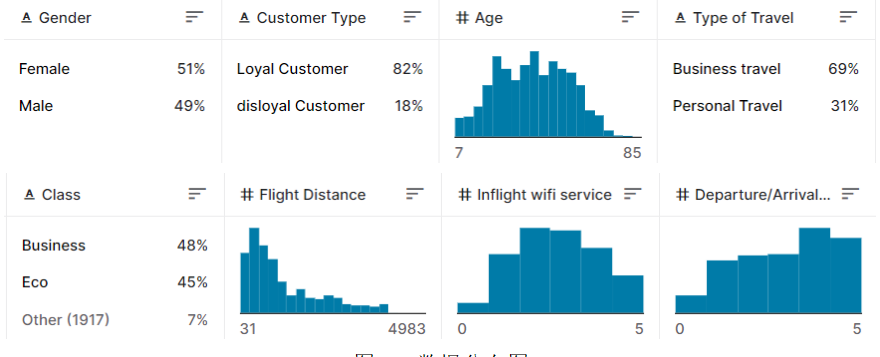 Gender
Female 51%
Male 49%
Customer Type
Loyal Customer 82%
disloyal Customer 18%
# Age
7 85
Type of Travel
Business travel 69%
Personal Travel 31%
Class
Business 48%
Eco 45%
Other (1917) 7%
# Flight Distance
31 4983
# Inflight wifi service
0 5
# Departure/Arrival...
0 5